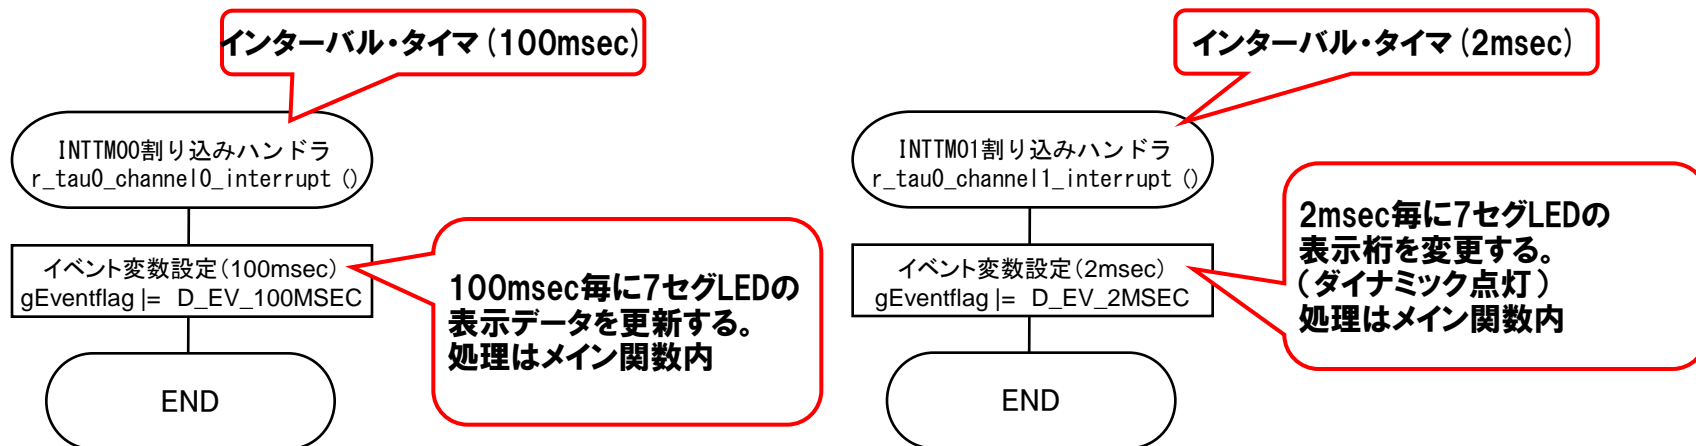 インターバル・タイマ(100msec)
INTTM00割り込みハンドラ
r_tau0_channel0_interrupt ()
イベント変数設定(100msec)
gEventflag |= D_EV_100MSEC
100msec毎に7セグLEDの
表示データを更新する。
処理はメイン関数内
END
インターバル・タイマ(2msec)
INTTM01割り込みハンドラ
r_tau0_channel1_interrupt ()
イベント変数設定(2msec)
gEventflag |= D_EV_2MSEC
2msec毎に7セグLEDの
表示桁を変更する。
(ダイナミック点灯)
処理はメイン関数内
END